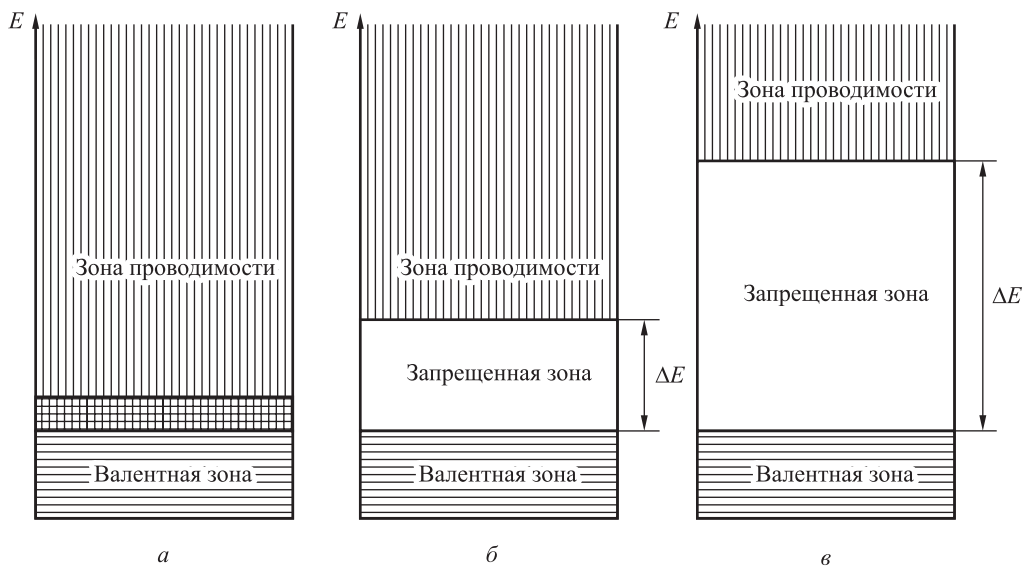 E
Зона проводимости
Валентная зона
а
E
Зона проводимости
Запрещенная зона
ΔE
Валентная зона
б
E
Зона проводимости
Запрещенная зона
ΔE
Валентная зона
в